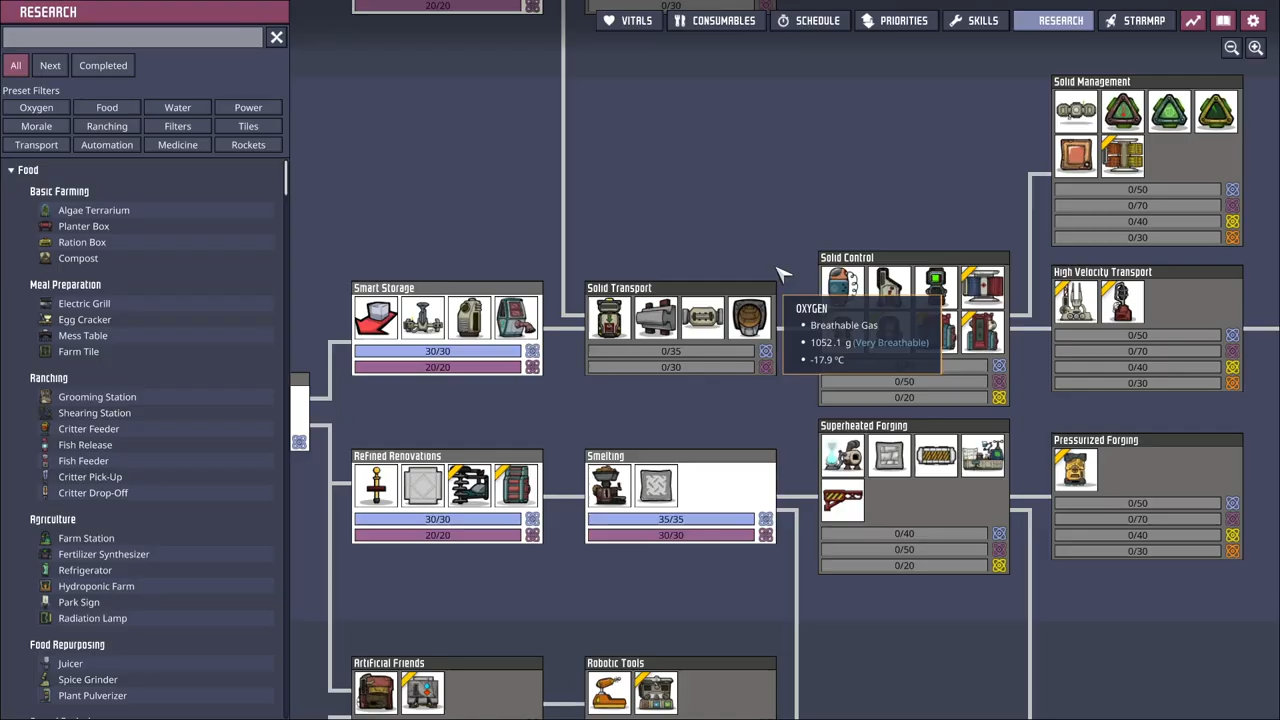 RESEARCH
20/20
0/30
VITALS
CONSUMABLES
SCHEDULE
PRIORITIES
SKILLS
RESEARCH
STARMAP
All
Next
Completed
Preset Filters
Oxygen
Food
Water
Power
Morale
Ranching
Filters
Tiles
Transport
Automation
Medicine
Rockets
Food
Basic Farming
Algae Terrarium
Planter Box
Ration Box
Compost
Meal Preparation
Electric Grill
Egg Cracker
Mess Table
Farm Tile
Ranching
Grooming Station
Shearing Station
Critter Feeder
Fish Release
Fish Feeder
Critter Pick-Up
Critter Drop-Off
Agriculture
Farm Station
Fertilizer Synthesizer
Refrigerator
Hydroponic Farm
Park Sign
Radiation Lamp
Food Repurposing
Juicer
Spice Grinder
Plant Pulverizer
Smart Storage
30/30
20/20
Solid Transport
0/35
0/30
Solid Control
0/50
0/20
OXYGEN
Breathable Gas
1052.1 g (Very Breathable)
-17.9 ºC
Solid Management
0/50
0/70
0/40
0/30
High Velocity Transport
0/50
0/70
0/40
0/30
Refined Renovations
30/30
20/20
Smelting
35/35
30/30
Superheated Forging
0/40
0/50
0/20
Pressurized Forging
0/50
0/70
0/40
0/30
Artificial Friends
Robotic Tools